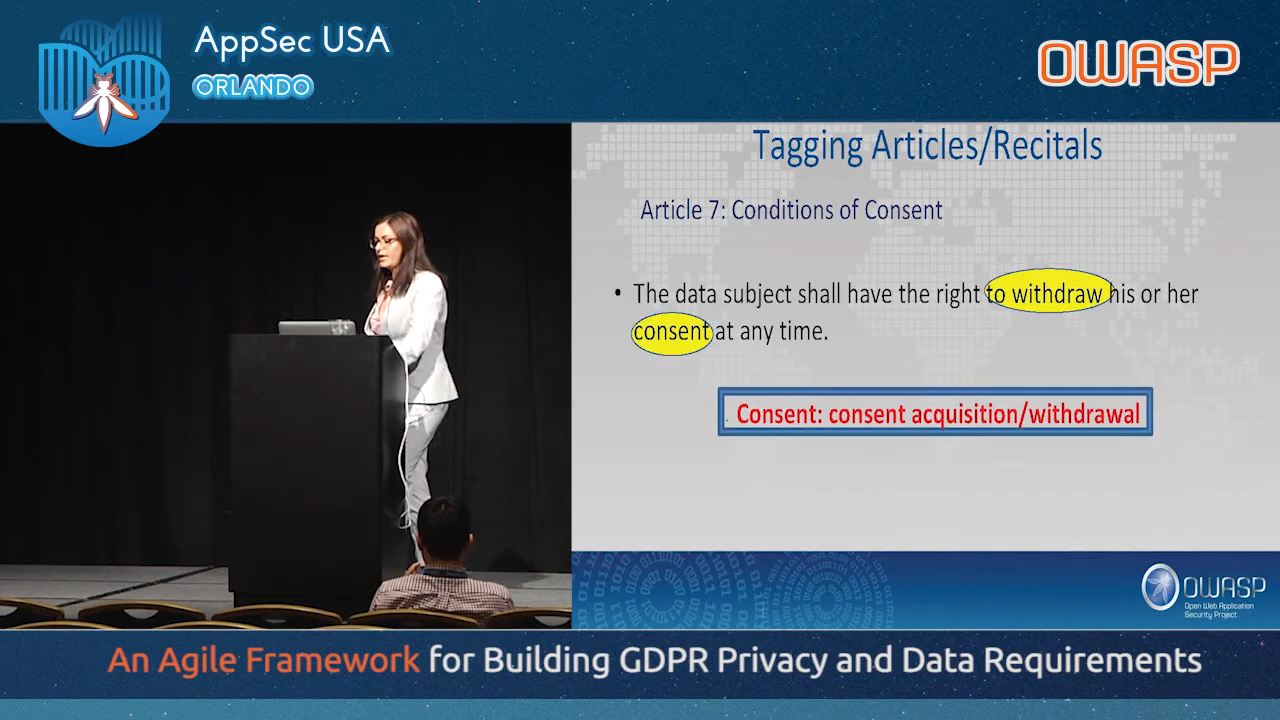 AppSec USA
ORLANDO
OWASP
Tagging Articles/Recitals
Article 7: Conditions of Consent
• The data subject shall have the right to withdraw his or her
consent at any time.
Consent: consent acquisition/withdrawal
OWASP
Open Web Application
Security Project
An Agile Framework for Building GDPR Privacy and Data Requirements